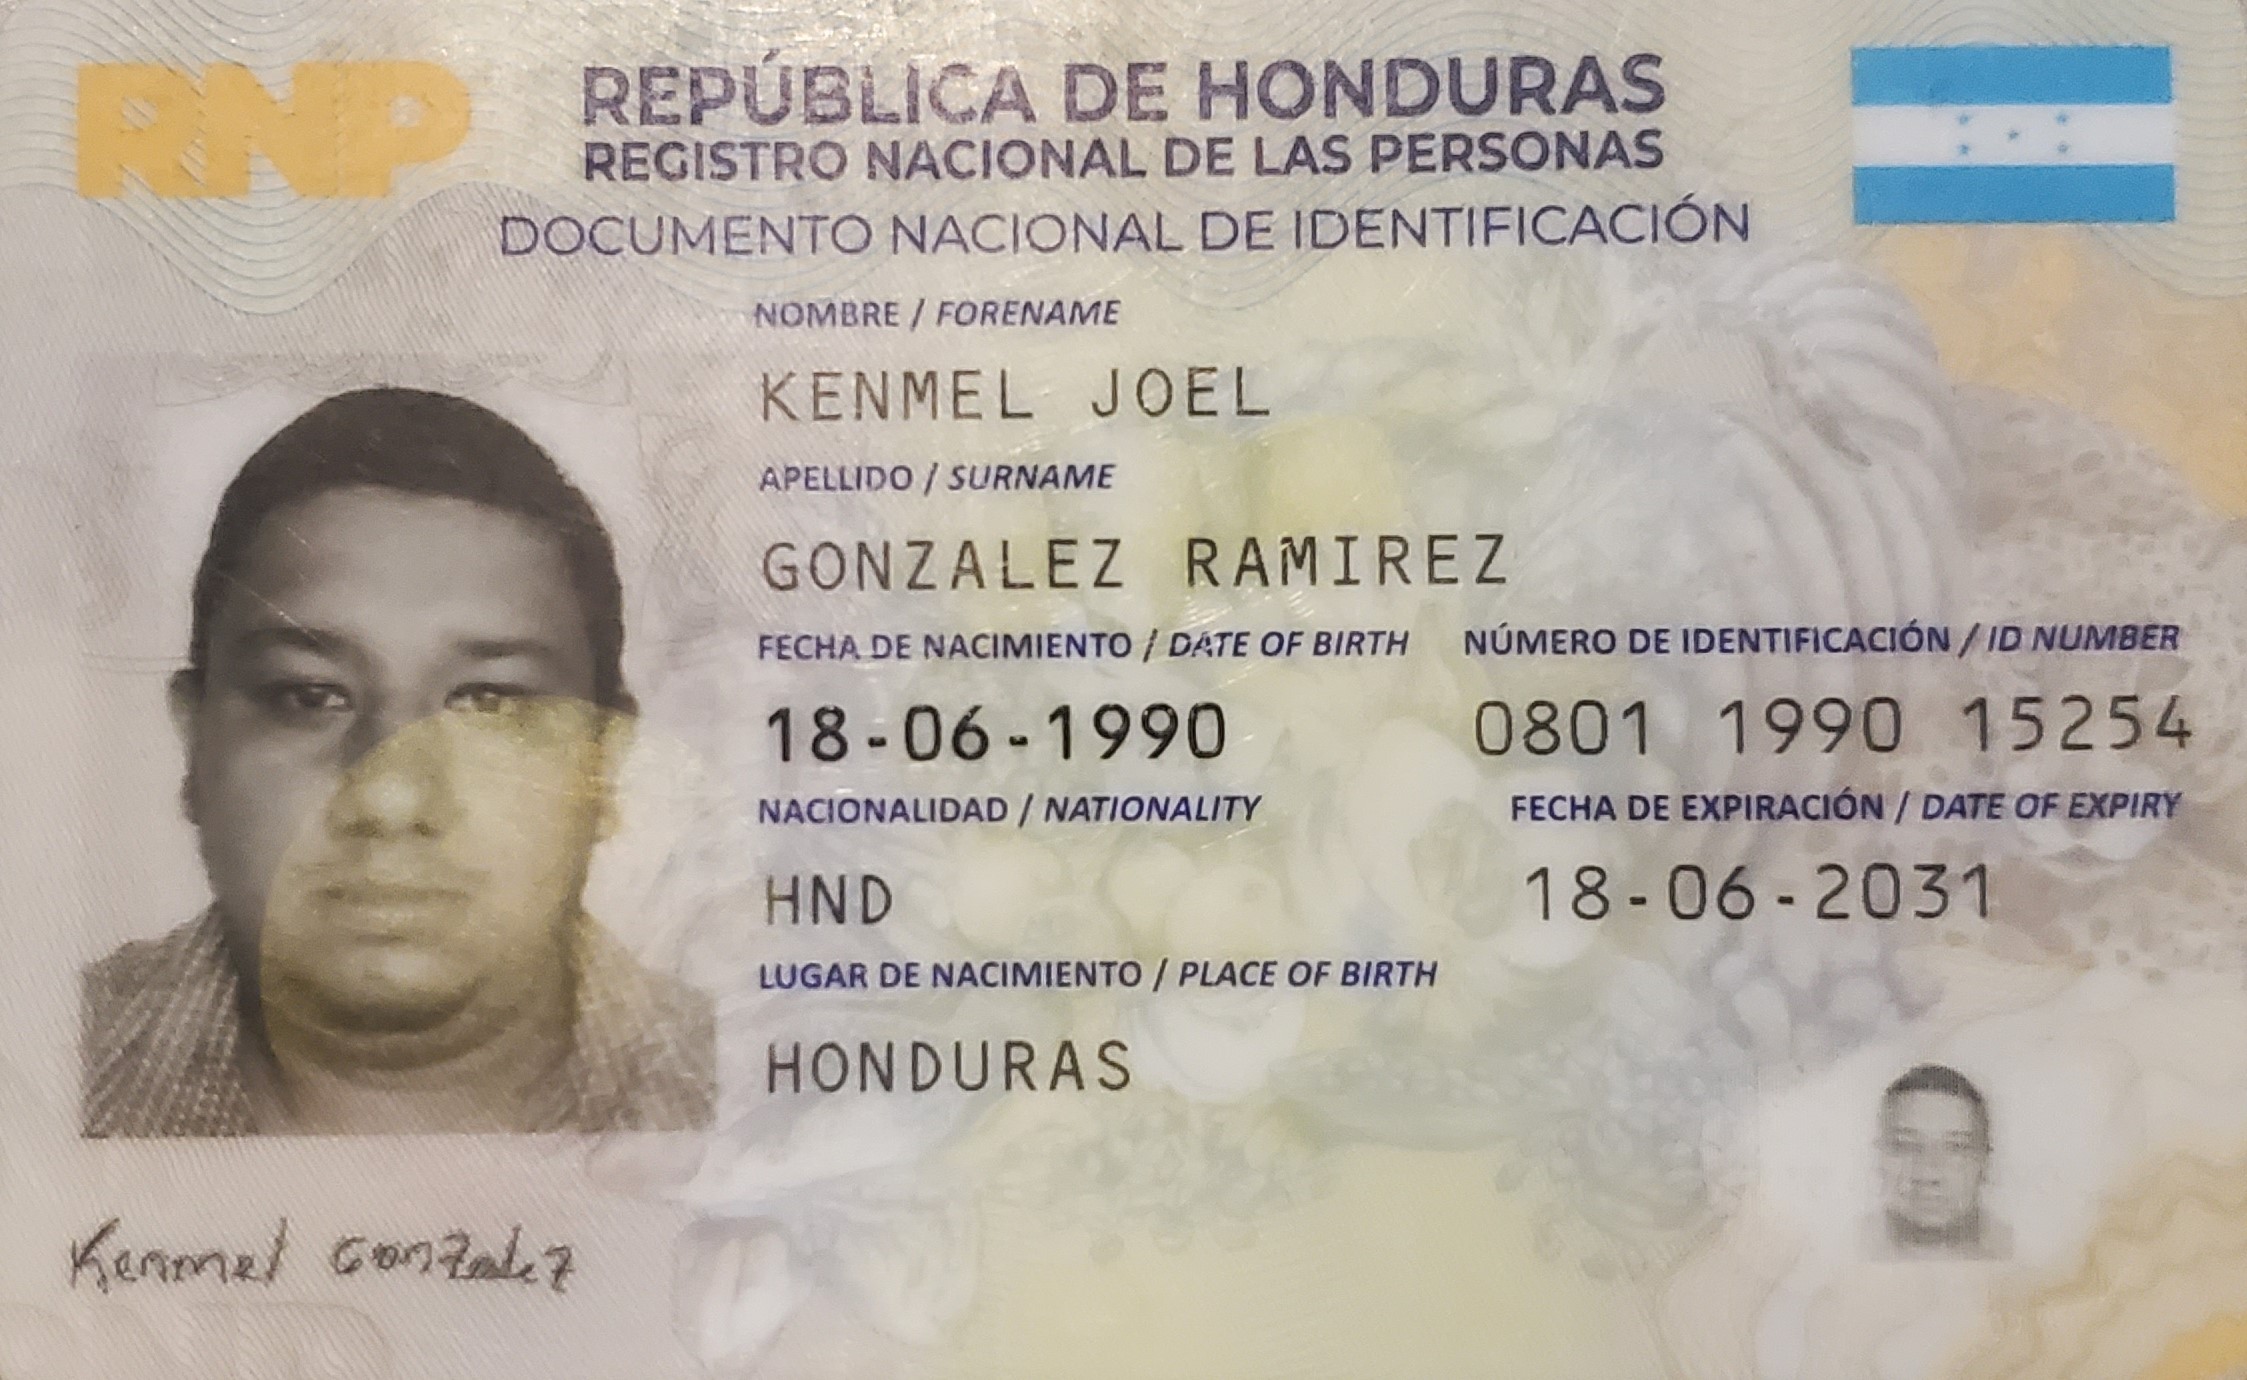 RNP
REPÚBLICA DE HONDURAS
REGISTRO NACIONAL DE LAS PERSONAS
DOCUMENTO NACIONAL DE IDENTIFICACIÓN
NOMBRE / FORENAME
KENMEL JOEL
APELLIDO / SURNAME
GONZALEZ RAMIREZ
FECHA DE NACIMIENTO / DATE OF BIRTH NÚMERO DE IDENTIFICACIÓN / ID NUMBER
18-06-1990 0801 1990 15254
NACIONALIDAD / NATIONALITY FECHA DE EXPIRACIÓN / DATE OF EXPIRY
HND 18-06-2031
LUGAR DE NACIMIENTO / PLACE OF BIRTH
HONDURAS
Kenmel Gonzalez